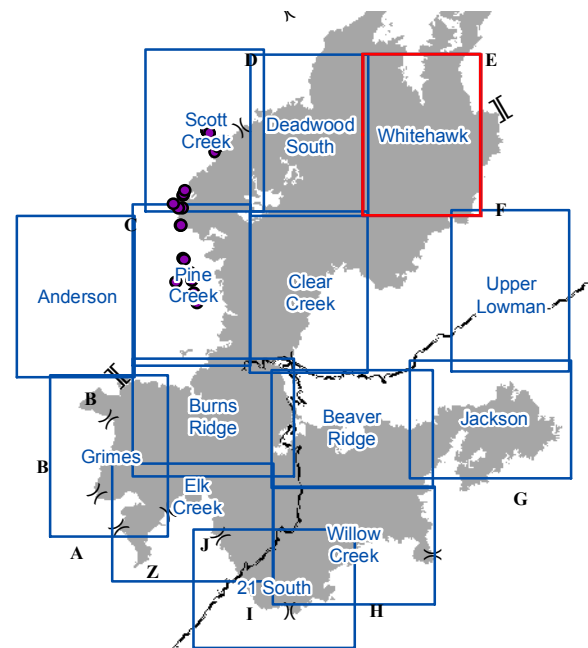 D
E
Scott
Creek
Deadwood
South
Whitehawk
F
C
Anderson
Pine
Creek
Clear
Creek
Upper
Lowman
B
Burns
Ridge
Beaver
Ridge
Jackson
B
Grimes
G
Elk
Creek
A
Z
J
Willow
Creek
21 South
I
H